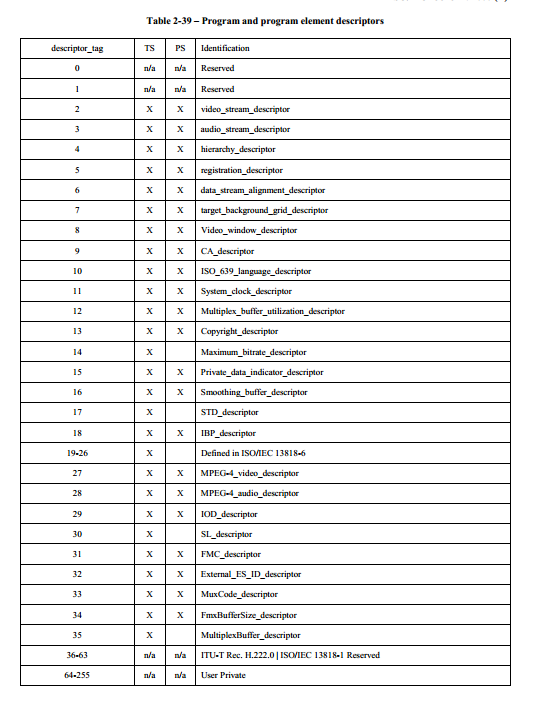 Table 2-39 – Program and program element descriptors
descriptor_tag TS PS Identification
0 n/a n/a Reserved
1 n/a n/a Reserved
2 X X video_stream_descriptor
3 X X audio_stream_descriptor
4 X X hierarchy_descriptor
5 X X registration_descriptor
6 X X data_stream_alignment_descriptor
7 X X target_background_grid_descriptor
8 X X Video_window_descriptor
9 X X CA_descriptor
10 X X ISO_639_language_descriptor
11 X X System_clock_descriptor
12 X X Multiplex_buffer_utilization_descriptor
13 X X Copyright_descriptor
14 X Maximum_bitrate_descriptor
15 X X Private_data_indicator_descriptor
16 X X Smoothing_buffer_descriptor
17 X STD_descriptor
18 X X IBP_descriptor
19-26 X Defined in ISO/IEC 13818-6
27 X X MPEG-4_video_descriptor
28 X X MPEG-4_audio_descriptor
29 X X IOD_descriptor
30 X SL_descriptor
31 X X FMC_descriptor
32 X X External_ES_ID_descriptor
33 X X MuxCode_descriptor
34 X X FmxBufferSize_descriptor
35 X MultiplexBuffer_descriptor
36-63 n/a n/a ITU-T Rec. H.222.0 | ISO/IEC 13818-1 Reserved
64-255 n/a n/a User Private